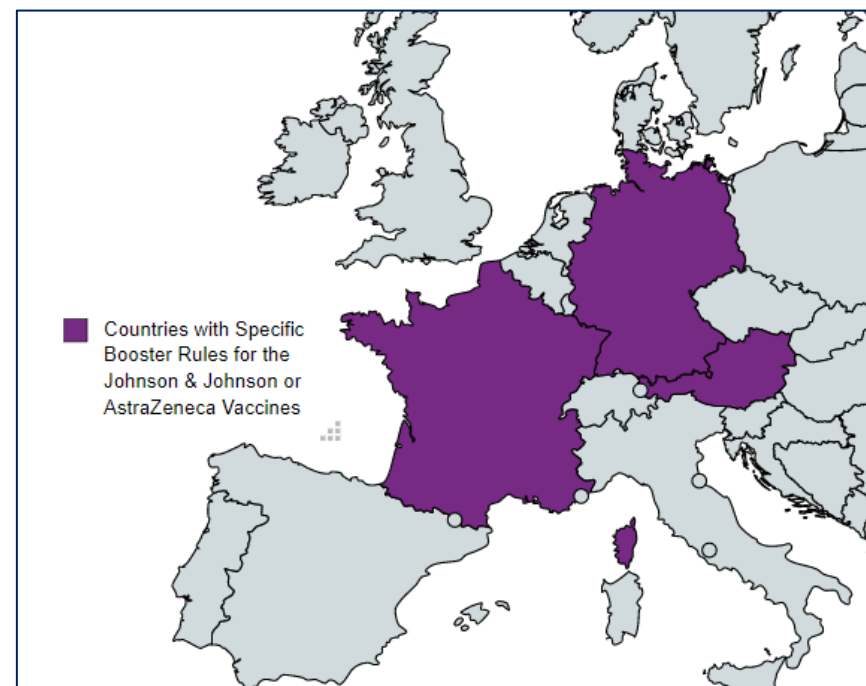 Countries with Specific
Booster Rules for the
Johnson & Johnson or
AstraZeneca Vaccines